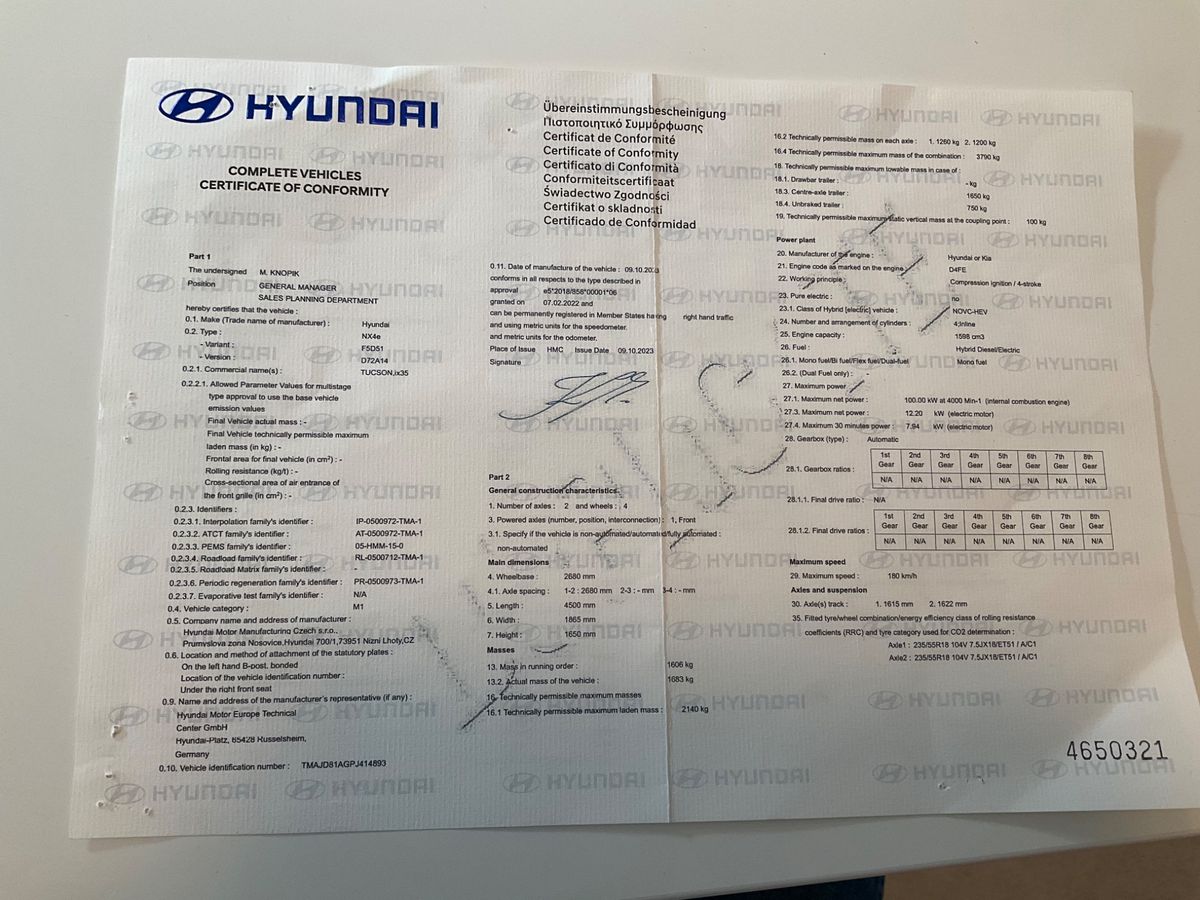 HYUNDAI
COMPLETE VEHICLES
CERTIFICATE OF CONFORMITY
Part 1
The undersigned M. KNOPIK
Position GENERAL MANAGER
SALES PLANNING DEPARTMENT
hereby certifies that the vehicle :
0.1. Make (Trade name of manufacturer) : Hyundai
0.2. Type : NX4e
- Variant : F5D51
- Version : D72A14
0.2.1. Commercial name(s) : TUCSON,ix35
0.2.2.1. Allowed Parameter Values for multistage
type approval to use the base vehicle
emission values
Final Vehicle actual mass : -
Final Vehicle technically permissible maximum
laden mass (in kg) : -
Frontal area for final vehicle (in cm²) : -
Rolling resistance (kg/t) : -
Cross-sectional area of air entrance of
the front grille (in cm²) : -
0.2.3. Identifiers :
0.2.3.1. Interpolation family's identifier : IP-0500972-TMA-1
0.2.3.2. ATCT family's identifier : AT-0500972-TMA-1
0.2.3.3. PEMS family's identifier : 05-HMM-15-0
0.2.3.4. Roadload family's identifier : RL-0500712-TMA-1
0.2.3.5. Roadload Matrix family's identifier : -
0.2.3.6. Periodic regeneration family's identifier : PR-0500973-TMA-1
0.2.3.7. Evaporative test family's identifier : N/A
0.4. Vehicle category : M1
0.5. Company name and address of manufacturer :
Hyundai Motor Manufacturing Czech s.r.o.,
Prumyslova zona Nosovice,Hyundai 700/1,73951 Nizni Lhoty,CZ
0.6. Location and method of attachment of the statutory plates :
On the left hand B-post, bonded
Location of the vehicle identification number :
Under the right front seat
0.9. Name and address of the manufacturer's representative (if any) :
Hyundai Motor Europe Technical
Center GmbH
Hyundai-Platz, 65428 Russelsheim,
Germany
0.10. Vehicle identification number : TMAJD81AGPJ414893
Übereinstimmungsbescheinigung
Πιστοποιητικό Συμμόρφωσης
Certificat de Conformité
Certificate of Conformity
Certificato di Conformità
Conformiteitscertificaat
Świadectwo Zgodności
Certifikat o skladnosti
Certificado de Conformidad
0.11. Date of manufacture of the vehicle : 09.10.2023
conforms in all respects to the type described in
approval e5*2018/858*00001*06
granted on 07.02.2022 and
can be permanently registered in Member States having right hand traffic
and using metric units for the speedometer.
and metric units for the odometer.
Place of Issue HMC Issue Date 09.10.2023
Signature
Part 2
General construction characteristics
1. Number of axles : 2 and wheels : 4
3. Powered axles (number, position, interconnection) : 1, Front
3.1. Specify if the vehicle is non-automated/automated/fully automated :
non-automated
Main dimensions
4. Wheelbase : 2680 mm
4.1. Axle spacing : 1-2 : 2680 mm 2-3 : - mm 3-4 : - mm
5. Length : 4500 mm
6. Width : 1865 mm
7. Height : 1650 mm
Masses
13. Mass in running order : 1606 kg
13.2. Actual mass of the vehicle : 1683 kg
16. Technically permissible maximum masses
16.1 Technically permissible maximum laden mass : 2140 kg
16.2 Technically permissible mass on each axle : 1. 1260 kg 2. 1200 kg
16.4 Technically permissible maximum mass of the combination : 3790 kg
18. Technically permissible maximum towable mass in case of :
18.1. Drawbar trailer : - kg
18.3. Centre-axle trailer : 1650 kg
18.4. Unbraked trailer : 750 kg
19. Technically permissible maximum static vertical mass at the coupling point : 100 kg
Power plant
20. Manufacturer of the engine : Hyundai or Kia
21. Engine code as marked on the engine : D4FE
22. Working principle : Compression ignition / 4-stroke
23. Pure electric : no
23.1. Class of Hybrid [electric] vehicle : NOVC-HEV
24. Number and arrangement of cylinders : 4;Inline
25. Engine capacity : 1598 cm3
26. Fuel : Hybrid Diesel/Electric
26.1. Mono fuel/Bi fuel/Flex fuel/Dual-fuel Mono fuel
26.2. (Dual Fuel only) : -
27. Maximum power
27.1. Maximum net power : 100.00 kW at 4000 Min-1 (internal combustion engine)
27.3. Maximum net power : 12.20 kW (electric motor)
27.4. Maximum 30 minutes power : 7.94 kW (electric motor)
28. Gearbox (type) : Automatic
1st Gear 2nd Gear 3rd Gear 4th Gear 5th Gear 6th Gear 7th Gear 8th Gear
28.1. Gearbox ratios : N/A N/A N/A N/A N/A N/A N/A N/A
28.1.1. Final drive ratio : N/A
1st Gear 2nd Gear 3rd Gear 4th Gear 5th Gear 6th Gear 7th Gear 8th Gear
28.1.2. Final drive ratios : N/A N/A N/A N/A N/A N/A N/A N/A
Maximum speed
29. Maximum speed : 180 km/h
Axles and suspension
30. Axle(s) track : 1. 1615 mm 2. 1622 mm
35. Fitted tyre/wheel combination/energy efficiency class of rolling resistance
coefficients (RRC) and tyre category used for CO2 determination :
Axle1 : 235/55R18 104V 7.5JX18/ET51 / A/C1
Axle2 : 235/55R18 104V 7.5JX18/ET51 / A/C1
4650321